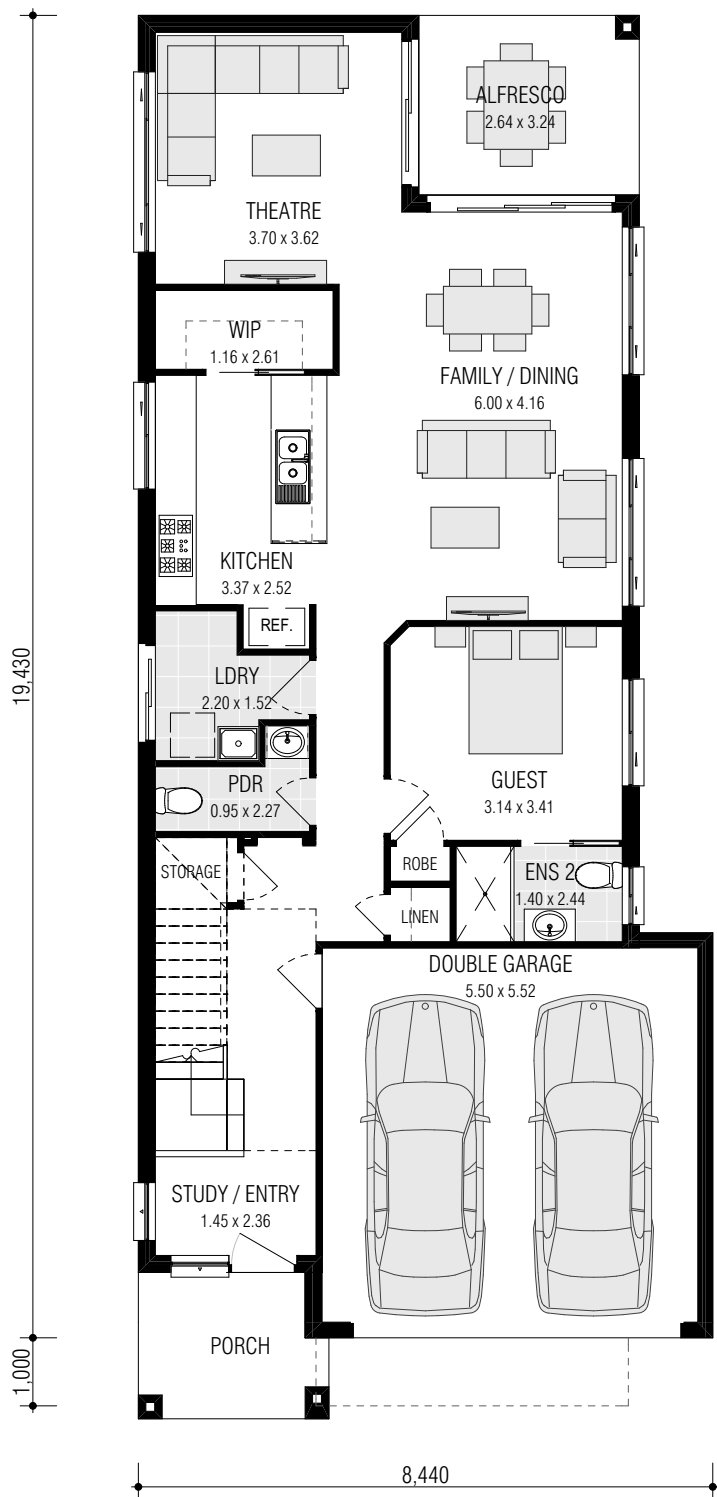 ALFRESCO
2.64 x 3.24
THEATRE
3.70 x 3.62
WIP
1.16 x 2.61
FAMILY / DINING
6.00 x 4.16
KITCHEN
3.37 x 2.52
REF.
19,430
LDRY
2.20 x 1.52
GUEST
3.14 x 3.41
PDR
0.95 x 2.27
STORAGE
ROBE
ENS 2
1.40 x 2.44
LINEN
DOUBLE GARAGE
5.50 x 5.52
STUDY / ENTRY
1.45 x 2.36
PORCH
1,000
8,440